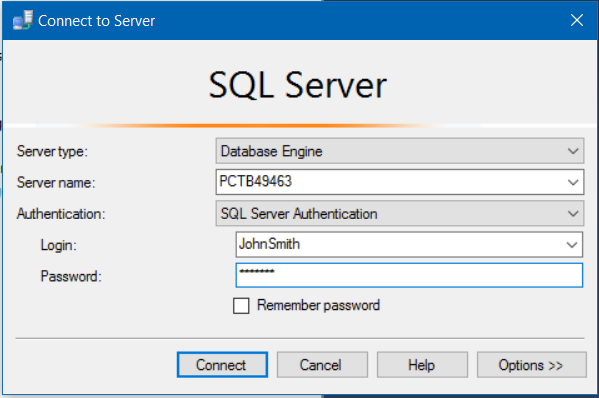 Connect to Server
SQL Server
Server type: Database Engine
Server name: PCTB49463
Authentication: SQL Server Authentication
Login: JohnSmith
Password: *******
Remember password
Connect Cancel Help Options >>